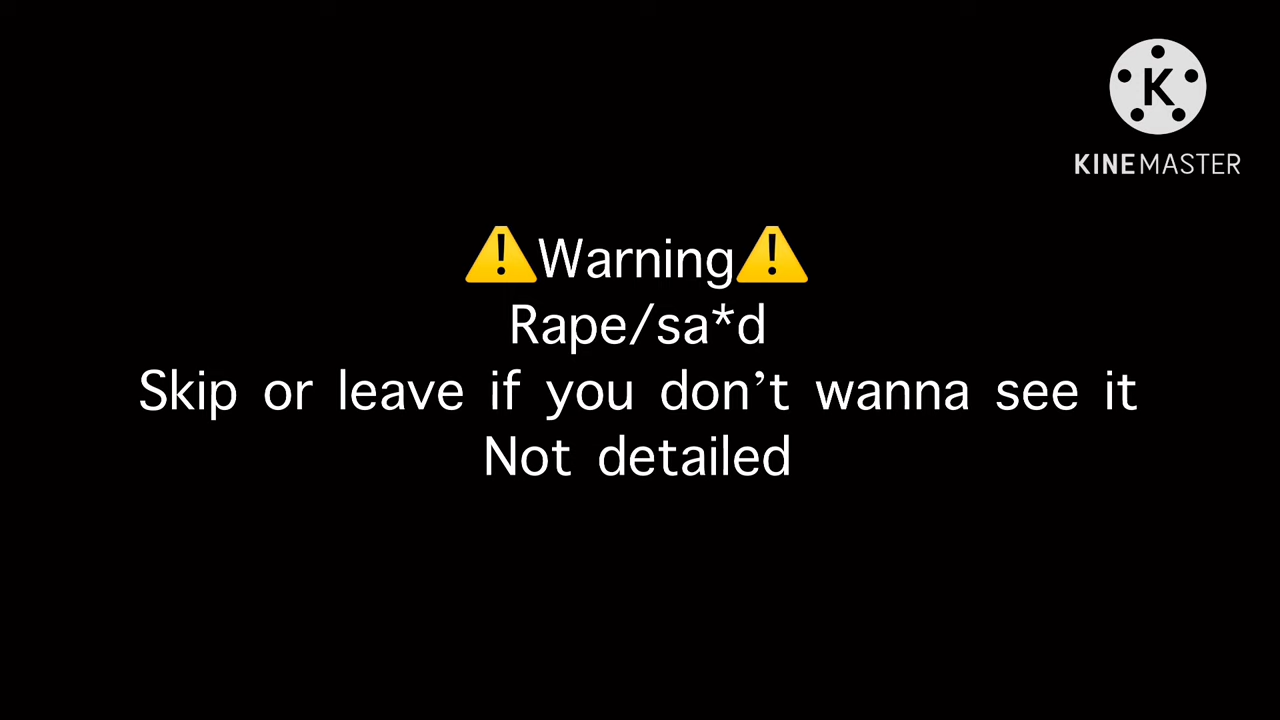 K
KINEMASTER
⚠Warning⚠
Rape/sa*d
Skip or leave if you don’t wanna see it
Not detailed